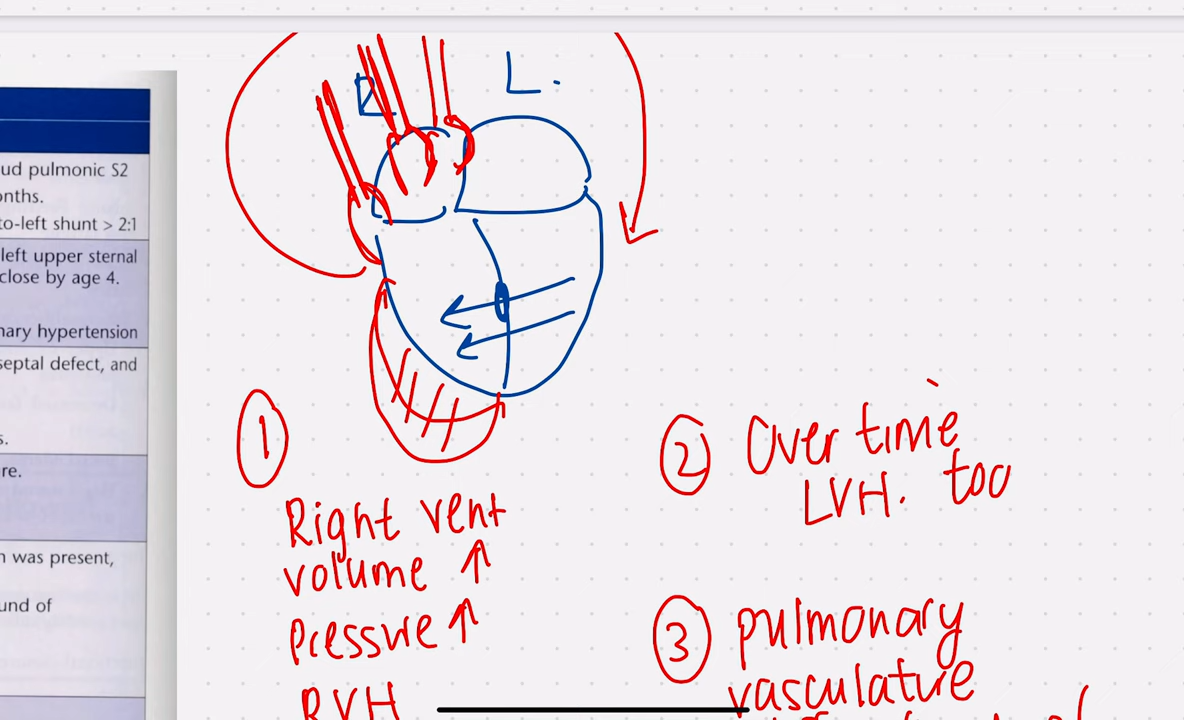 ud pulmonic S2
onths.
to-left shunt > 2:1
left upper sternal
close by age 4.
nary hypertension
septal defect, and
s.
re.
n was present,
und of
R
L.
1
Right vent
volume ↑
Pressure ↑
RVH
2 Over time
LVH. too
3 pulmonary
vasculature